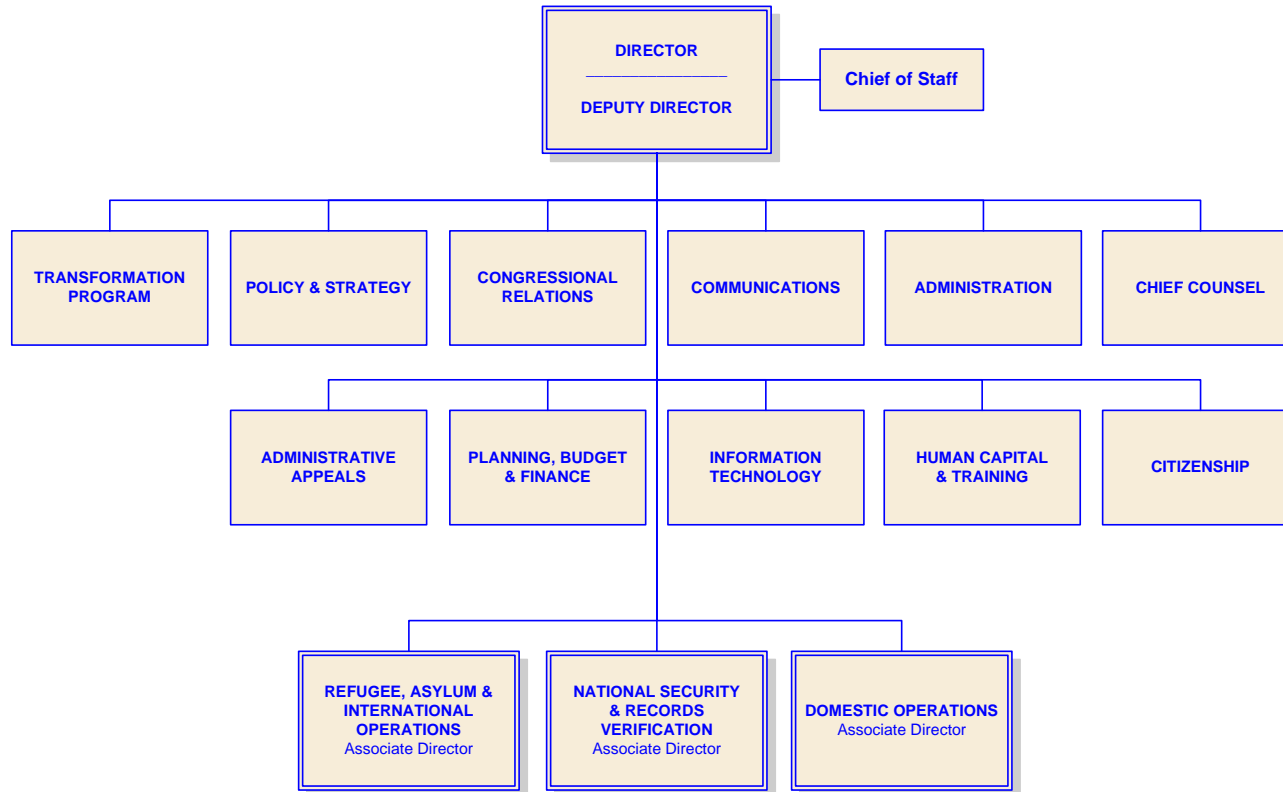 DIRECTOR
DEPUTY DIRECTOR
Chief of Staff
TRANSFORMATION
PROGRAM
POLICY & STRATEGY
CONGRESSIONAL
RELATIONS
COMMUNICATIONS
ADMINISTRATION
CHIEF COUNSEL
ADMINISTRATIVE
APPEALS
PLANNING, BUDGET
& FINANCE
INFORMATION
TECHNOLOGY
HUMAN CAPITAL
& TRAINING
CITIZENSHIP
REFUGEE, ASYLUM &
INTERNATIONAL
OPERATIONS
Associate Director
NATIONAL SECURITY
& RECORDS
VERIFICATION
Associate Director
DOMESTIC OPERATIONS
Associate Director